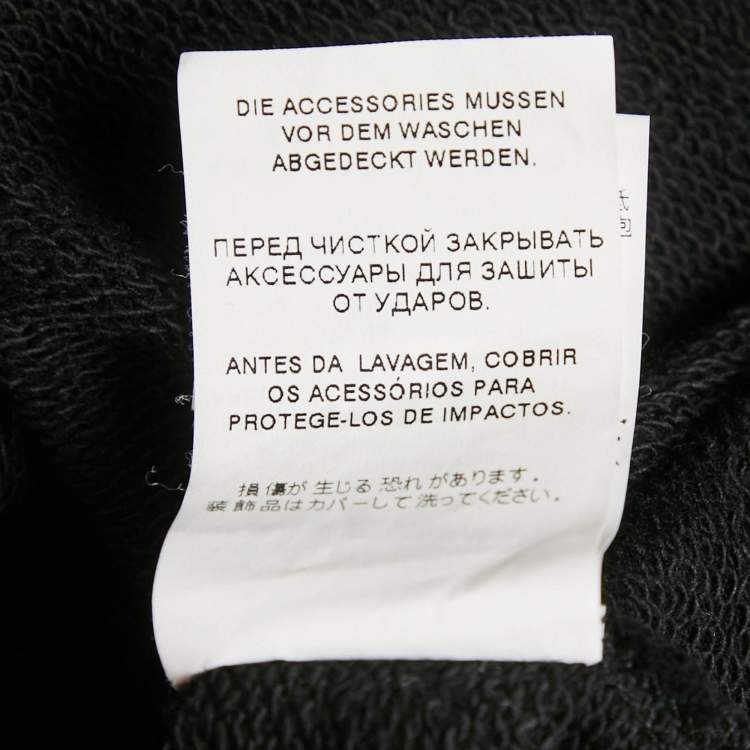 DIE ACCESSORIES MUSSEN
VOR DEM WASCHEN
ABGEDECKT WERDEN.
ПЕРЕД ЧИСТКОЙ ЗАКРЫВАТЬ
АКСЕССУАРЫ ДЛЯ ЗАШИТЫ
ОТ УДАРОВ.
ANTES DA LAVAGEM, COBRIR
OS ACESSÓRIOS PARA
PROTEGE-LOS DE IMPACTOS.
損傷が生じる恐れがあります.
装飾品はカバーして洗ってください.